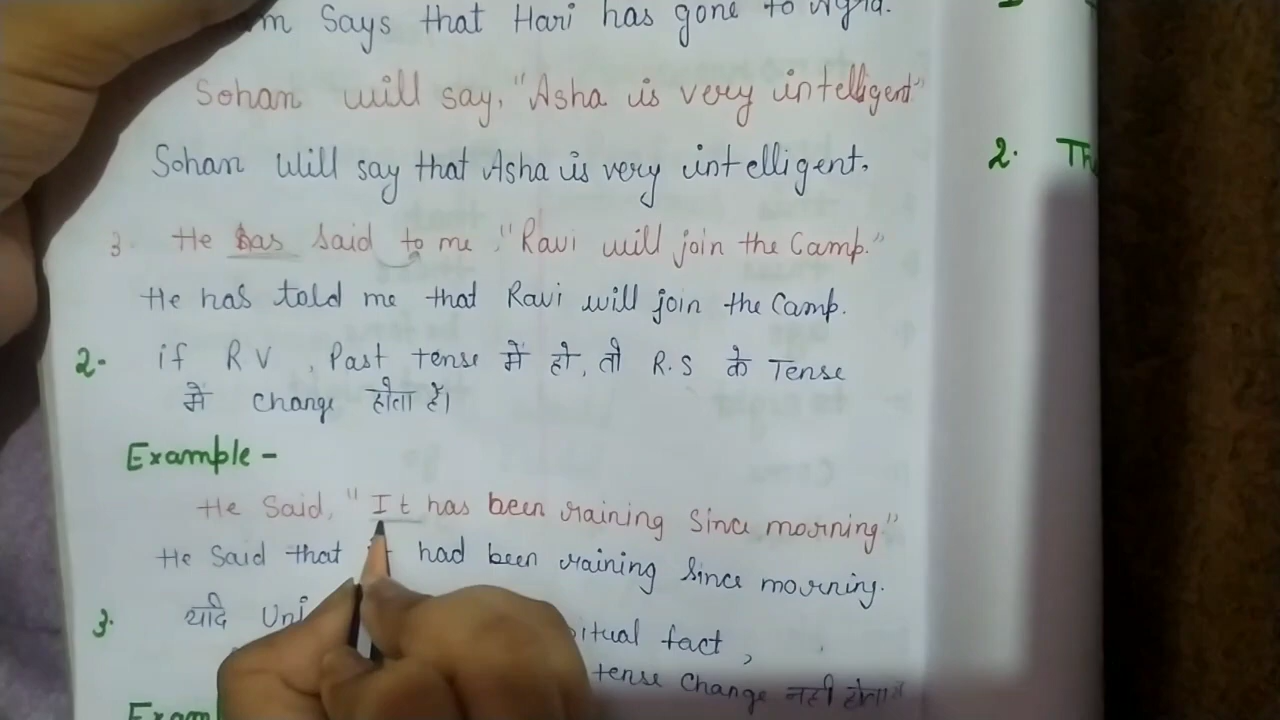 Says that Hari has gone to Agra.
Sohan will say, "Asha is very intelligent"
Sohan will say that Asha is very intelligent.
3. He has said to me, "Ravi will join the Camp."
He has told me that Ravi will join the Camp.
2. if R V , Past tense में हो, तो R.S के Tense
में change होता है।
Example -
He Said, "It has been raining Since morning."
He Said that had been raining Since morning.
3. यदि fact ,
tense Change नही होता
2.